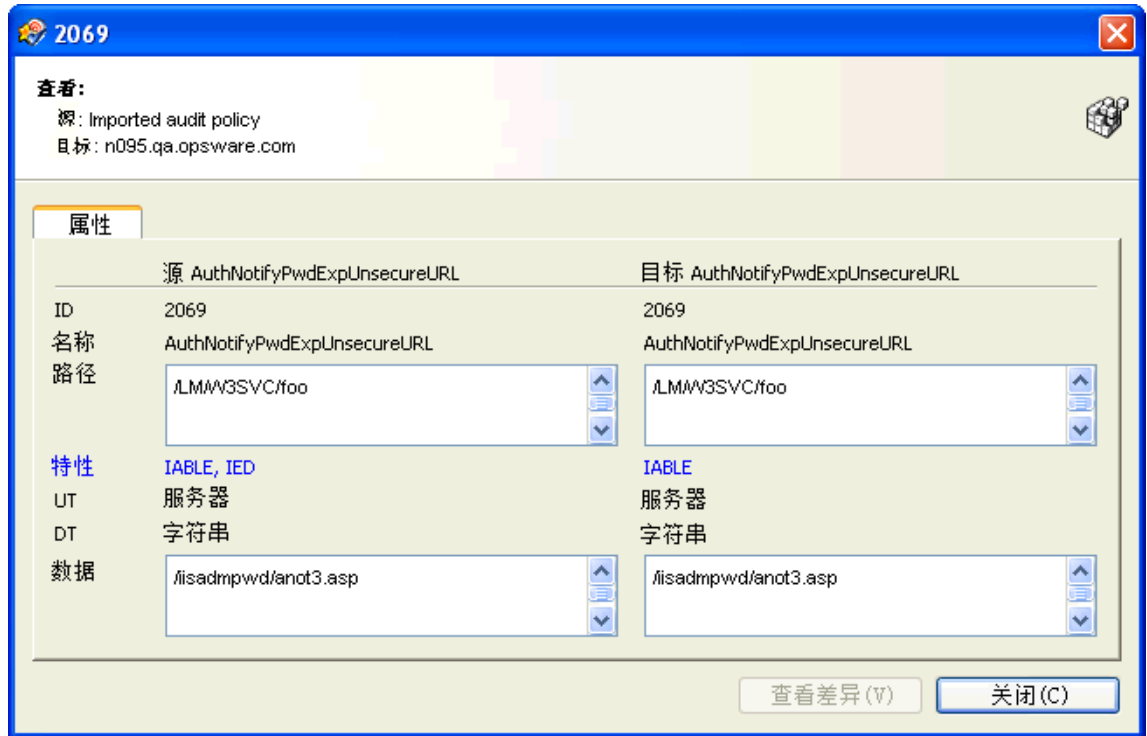 2069
查看:
源: Imported audit policy
目标: n095.qa.opsware.com
属性
源 AuthNotifyPwdExpUnsecureURL 目标 AuthNotifyPwdExpUnsecureURL
ID 2069 2069
名称 AuthNotifyPwdExpUnsecureURL AuthNotifyPwdExpUnsecureURL
路径 /LM/W3SVC/foo /LM/W3SVC/foo
特性 IABLE, IED IABLE
UT 服务器 服务器
DT 字符串 字符串
数据 /iisadmpwd/anot3.asp /iisadmpwd/anot3.asp
查看差异(V) 关闭(C)